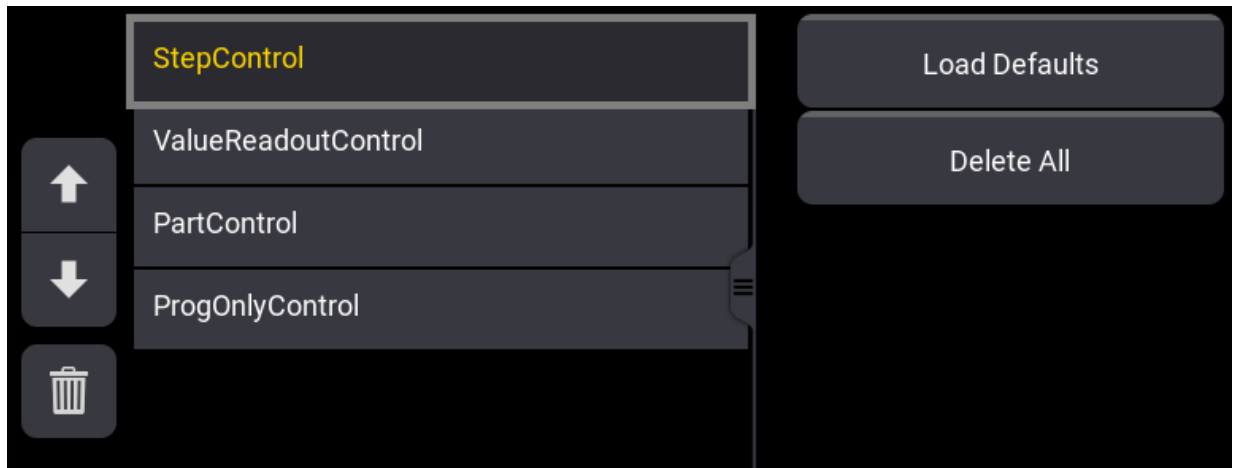 StepControl
ValueReadoutControl
PartControl
ProgOnlyControl
Load Defaults
Delete All